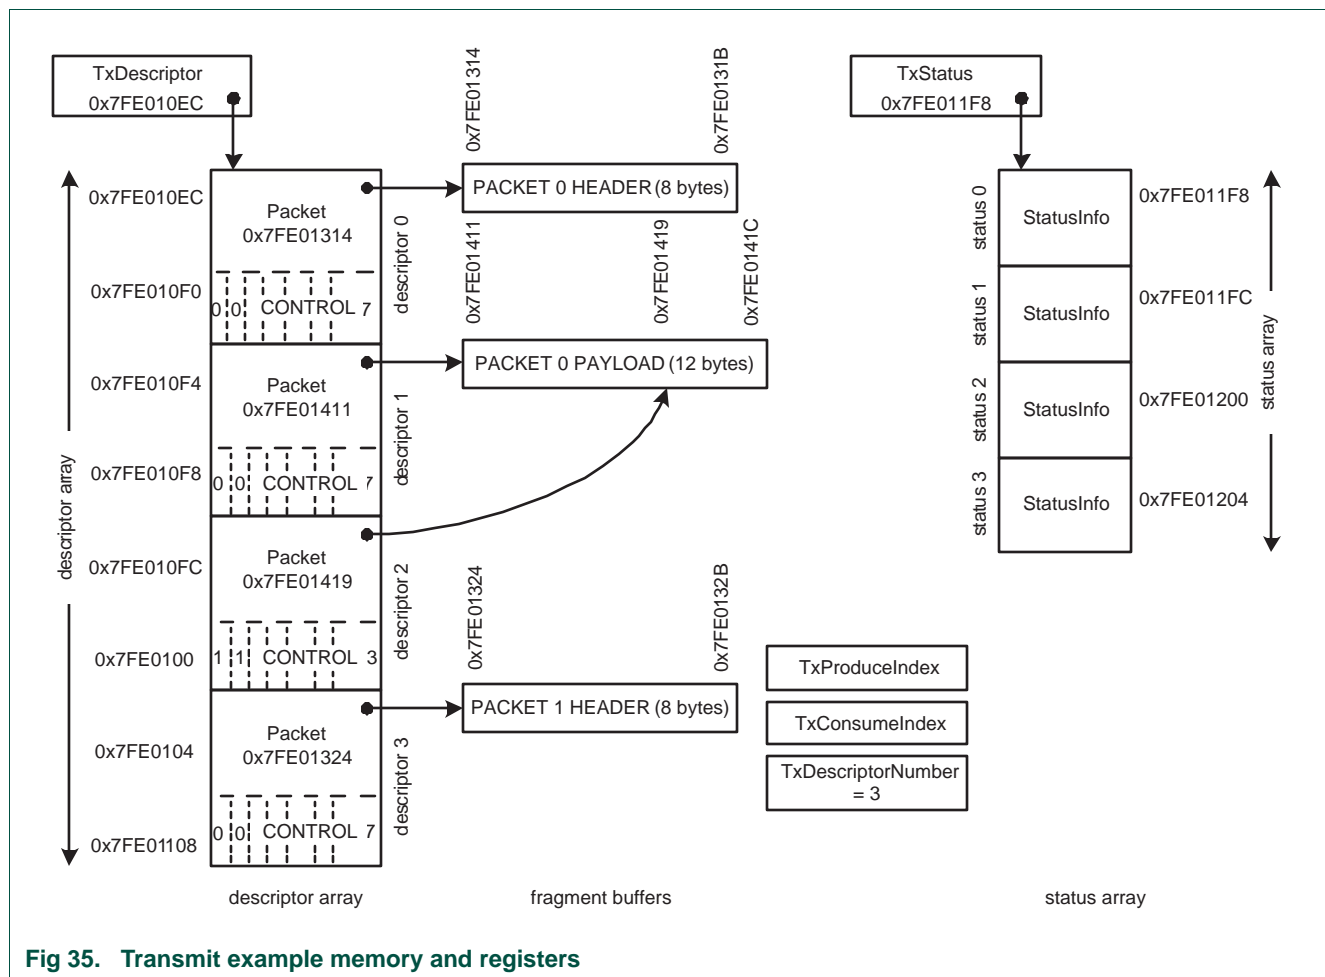 TxDescriptor
0x7FE010EC
0x7FE01314
0x7FE0131B
TxStatus
0x7FE011F8
descriptor array
0x7FE010EC
Packet
0x7FE01314
0x7FE010F0
0 0 CONTROL 7
descriptor 0
PACKET 0 HEADER (8 bytes)
0x7FE01411
0x7FE01419
0x7FE0141C
0x7FE010F4
Packet
0x7FE01411
0x7FE010F8
0 0 CONTROL 7
descriptor 1
PACKET 0 PAYLOAD (12 bytes)
0x7FE010FC
Packet
0x7FE01419
0x7FE0100
1 1 CONTROL 3
descriptor 2
0x7FE01324
0x7FE0132B
0x7FE0104
Packet
0x7FE01324
0x7FE01108
0 0 CONTROL 7
descriptor 3
PACKET 1 HEADER (8 bytes)
status 0
StatusInfo
0x7FE011F8
status 1
StatusInfo
0x7FE011FC
status 2
StatusInfo
0x7FE01200
status 3
StatusInfo
0x7FE01204
status array
TxProduceIndex
TxConsumeIndex
TxDescriptorNumber
= 3
descriptor array
fragment buffers
status array
Fig 35. Transmit example memory and registers